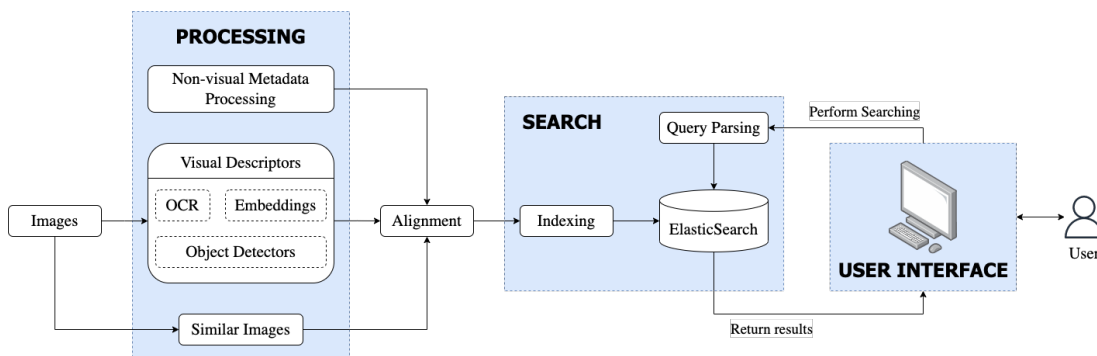 PROCESSING
Non-visual Metadata
Processing
Visual Descriptors
OCR
Embeddings
Object Detectors
Images
Similar Images
Alignment
SEARCH
Query Parsing
Indexing
ElasticSearch
Perform Searching
Return results
USER INTERFACE
User